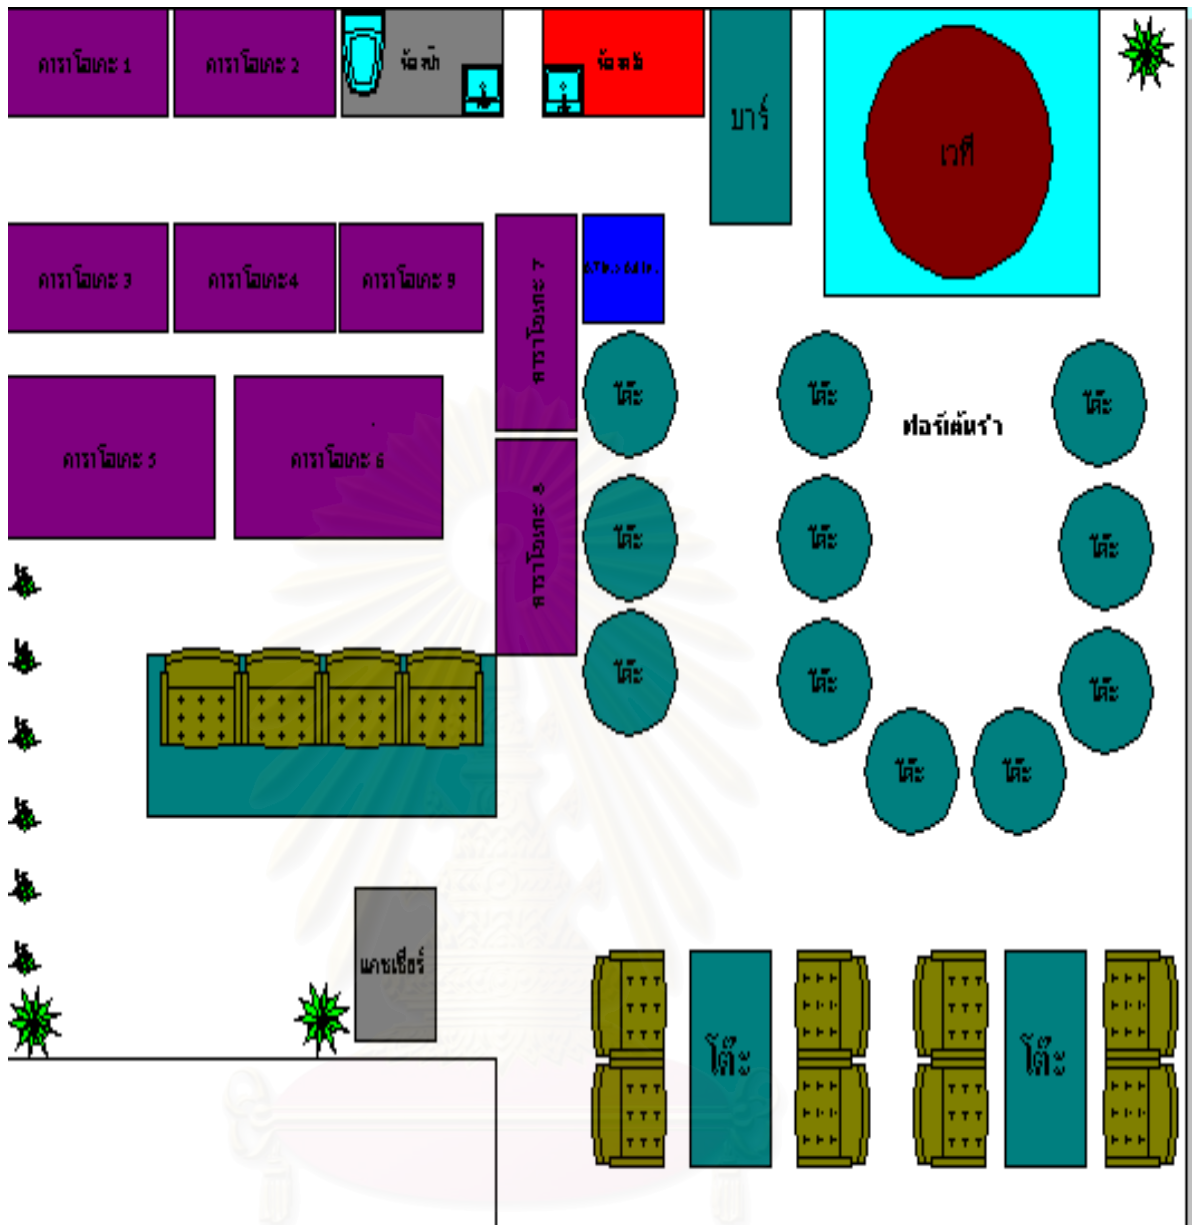 คาราโอเกะ 1
คาราโอเกะ 2
ห้องน้ำ
ห้องครัว
บาร์
เวที
คาราโอเกะ 3
คาราโอเกะ4
คาราโอเกะ 9
คาราโอเกะ 7
โต๊ะ
โต๊ะ
โต๊ะ
ฟอร์เต้นรำ
คาราโอเกะ 5
คาราโอเกะ 6
คาราโอเกะ 8
โต๊ะ
โต๊ะ
โต๊ะ
โต๊ะ
โต๊ะ
โต๊ะ
โต๊ะ
โต๊ะ
แคชเชียร์
โต๊ะ
โต๊ะ